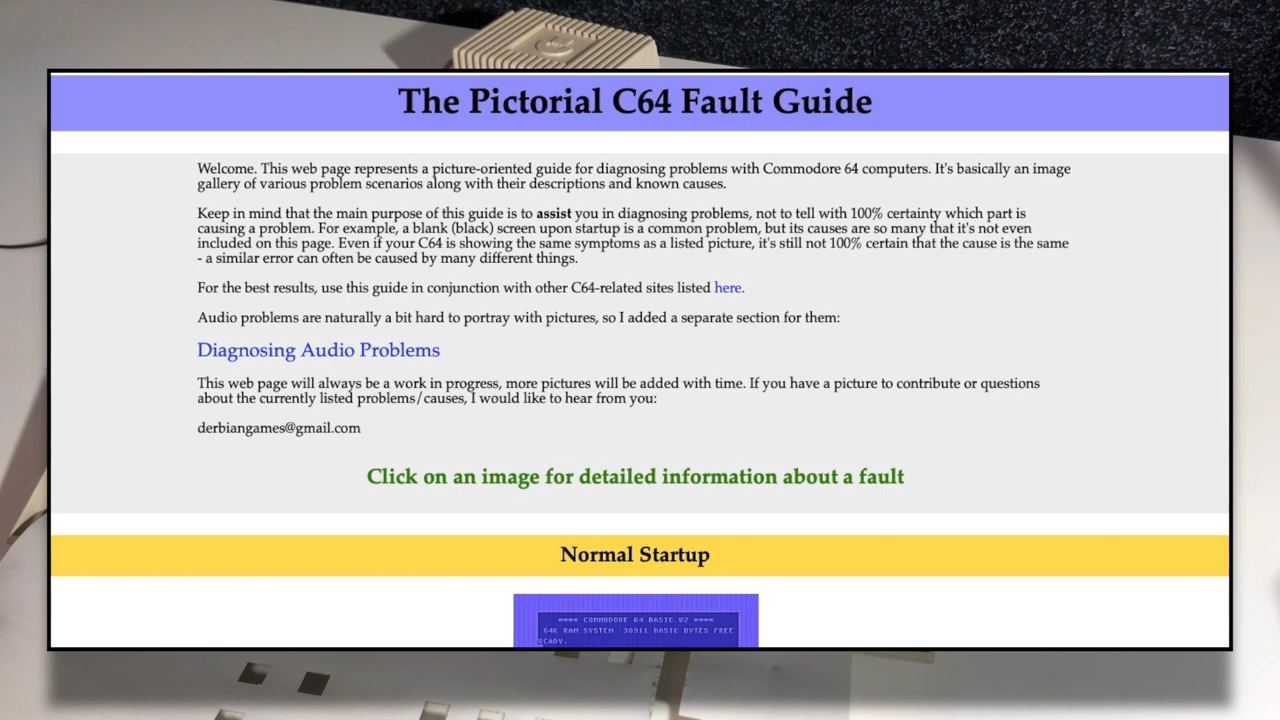 The Pictorial C64 Fault Guide
Welcome. This web page represents a picture-oriented guide for diagnosing problems with Commodore 64 computers. It's basically an image
gallery of various problem scenarios along with their descriptions and known causes.
Keep in mind that the main purpose of this guide is to assist you in diagnosing problems, not to tell with 100% certainty which part is
causing a problem. For example, a blank (black) screen upon startup is a common problem, but its causes are so many that it's not even
included on this page. Even if your C64 is showing the same symptoms as a listed picture, it's still not 100% certain that the cause is the same
- a similar error can often be caused by many different things.
For the best results, use this guide in conjunction with other C64-related sites listed here.
Audio problems are naturally a bit hard to portray with pictures, so I added a separate section for them:
Diagnosing Audio Problems
This web page will always be a work in progress, more pictures will be added with time. If you have a picture to contribute or questions
about the currently listed problems/causes, I would like to hear from you:
derbiangames@gmail.com
Click on an image for detailed information about a fault
Normal Startup
**** COMMODORE 64 BASIC V2 ****
64K RAM SYSTEM 38911 BASIC BYTES FREE
READY.